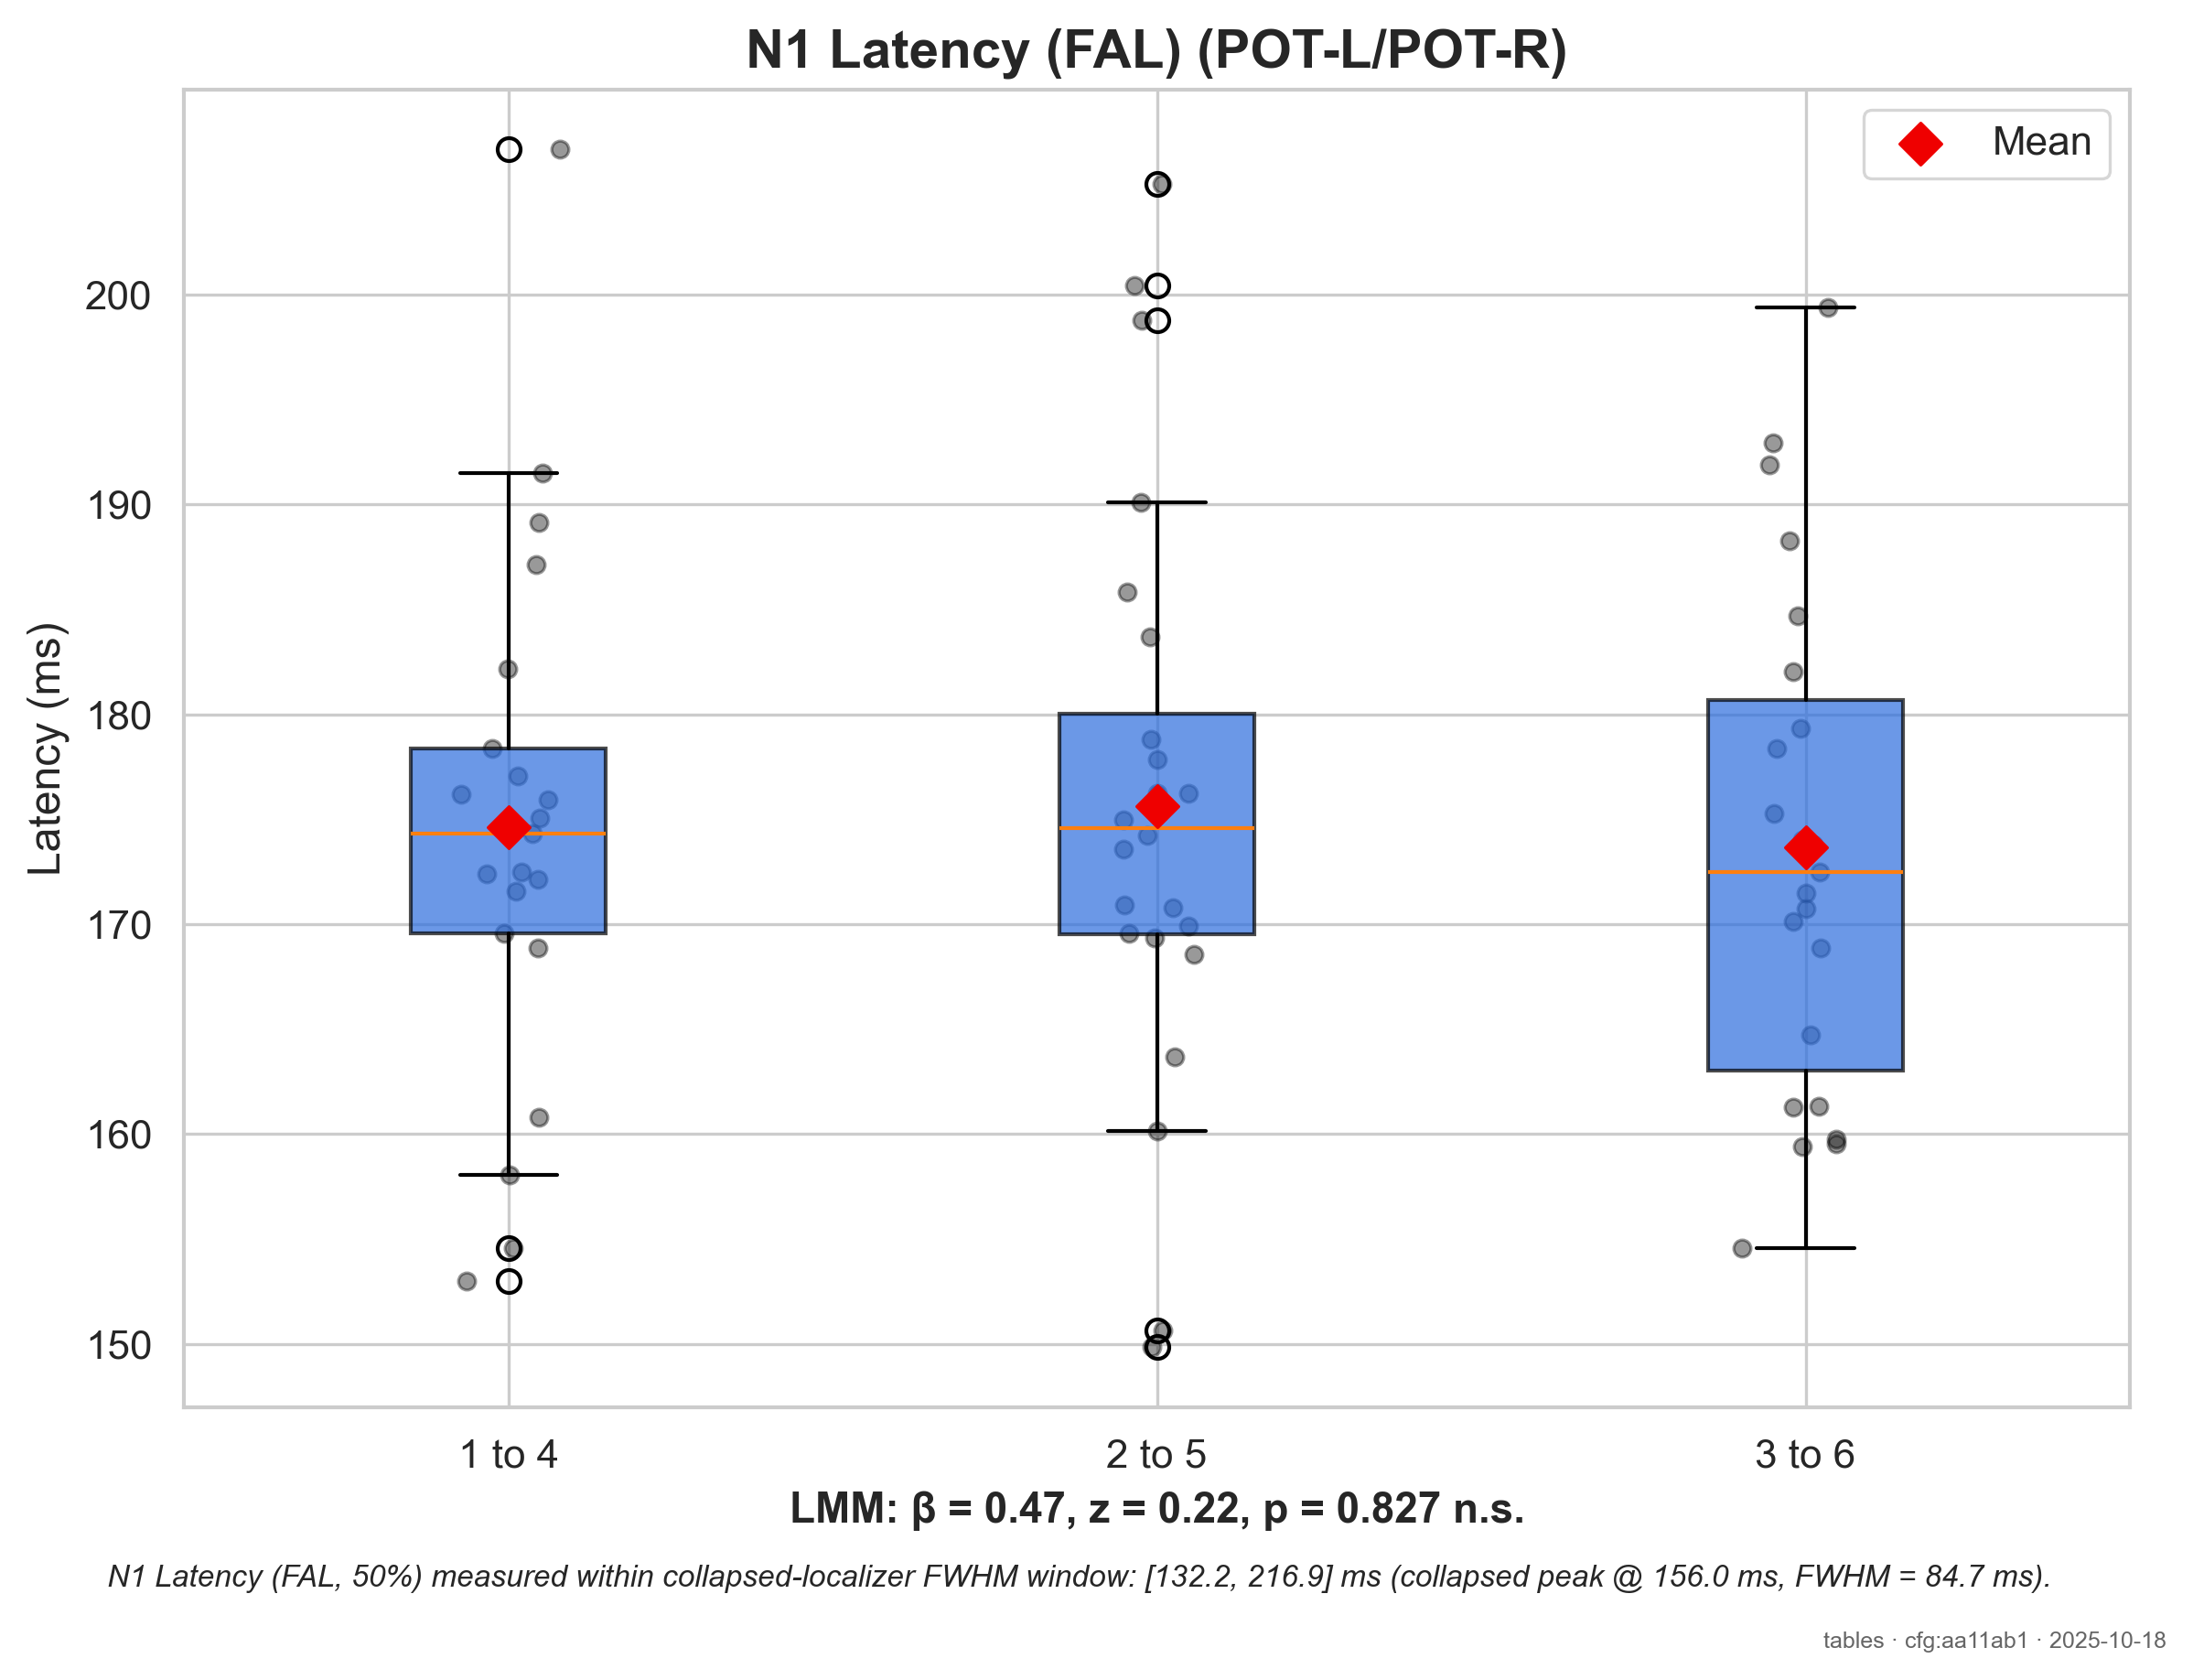 N1 Latency (FAL) (POT-L/POT-R)
Mean
Latency (ms)
200
190
180
170
160
150
1 to 4
2 to 5
3 to 6
LMM: β = 0.47, z = 0.22, p = 0.827 n.s.
N1 Latency (FAL, 50%) measured within collapsed-localizer FWHM window: [132.2, 216.9] ms (collapsed peak @ 156.0 ms, FWHM = 84.7 ms).
tables · cfg:aa11ab1 · 2025-10-18